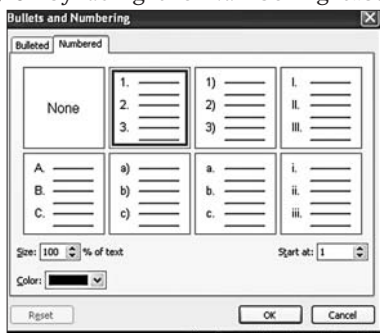 Bullets and Numbering
Bulleted Numbered
None
1.
2.
3.
1)
2)
3)
I.
II.
III.
A.
B.
C.
a)
b)
c)
a.
b.
c.
i.
ii.
iii.
Size: 100 % of text
Start at: 1
Color:
Reset OK Cancel